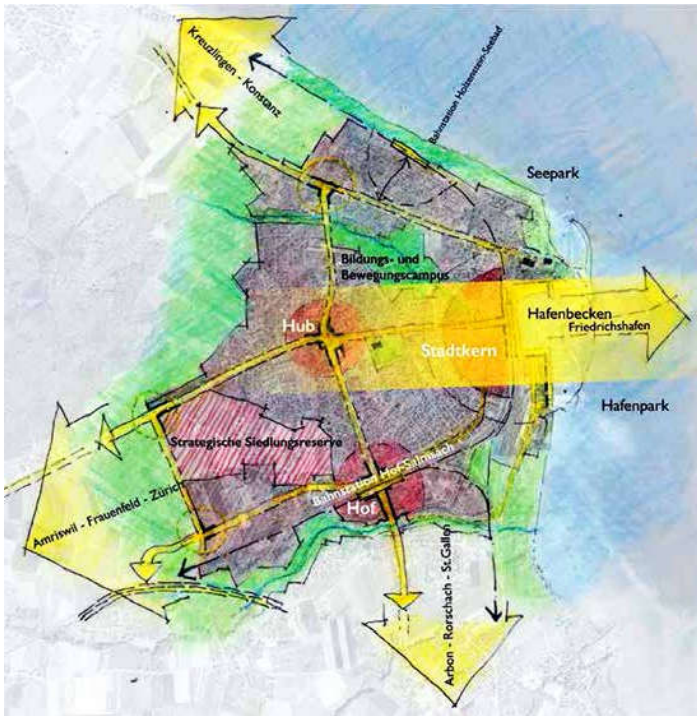 Kreuzlingen - Konstanz
Bahnstation Holzenstein-Seebad
Seepark
Bildungs- und
Bewegungscampus
Hub
Stadtkern
Hafenbecken
Friedrichshafen
Hafenpark
Strategische Siedlungsreserve
Bahnstation Hof-Salmsach
Hof
Amriswil - Frauenfeld - Zürich
Arbon - Rorschach - St.Gallen